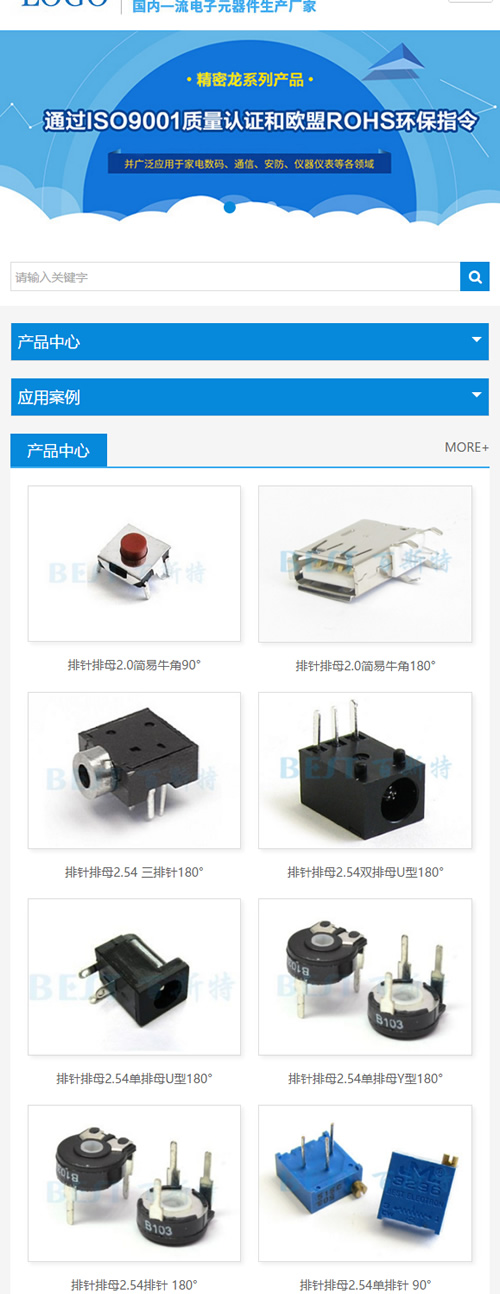 LOGO
国内一流电子元器件生产厂家
·精密龙系列产品·
通过ISO9001质量认证和欧盟ROHS环保指令
并广泛应用于家电数码、通信、安防、仪器仪表等各领域
请输入关键字
产品中心
应用案例
产品中心
MORE+
排针排母2.0简易牛角90°
排针排母2.0简易牛角180°
排针排母2.54 三排针180°
排针排母2.54双排母U型180°
B103
排针排母2.54单排母U型180°
排针排母2.54单排母Y型180°
B103
3296
排针排母2.54排针 180°
排针排母2.54单排针 90°